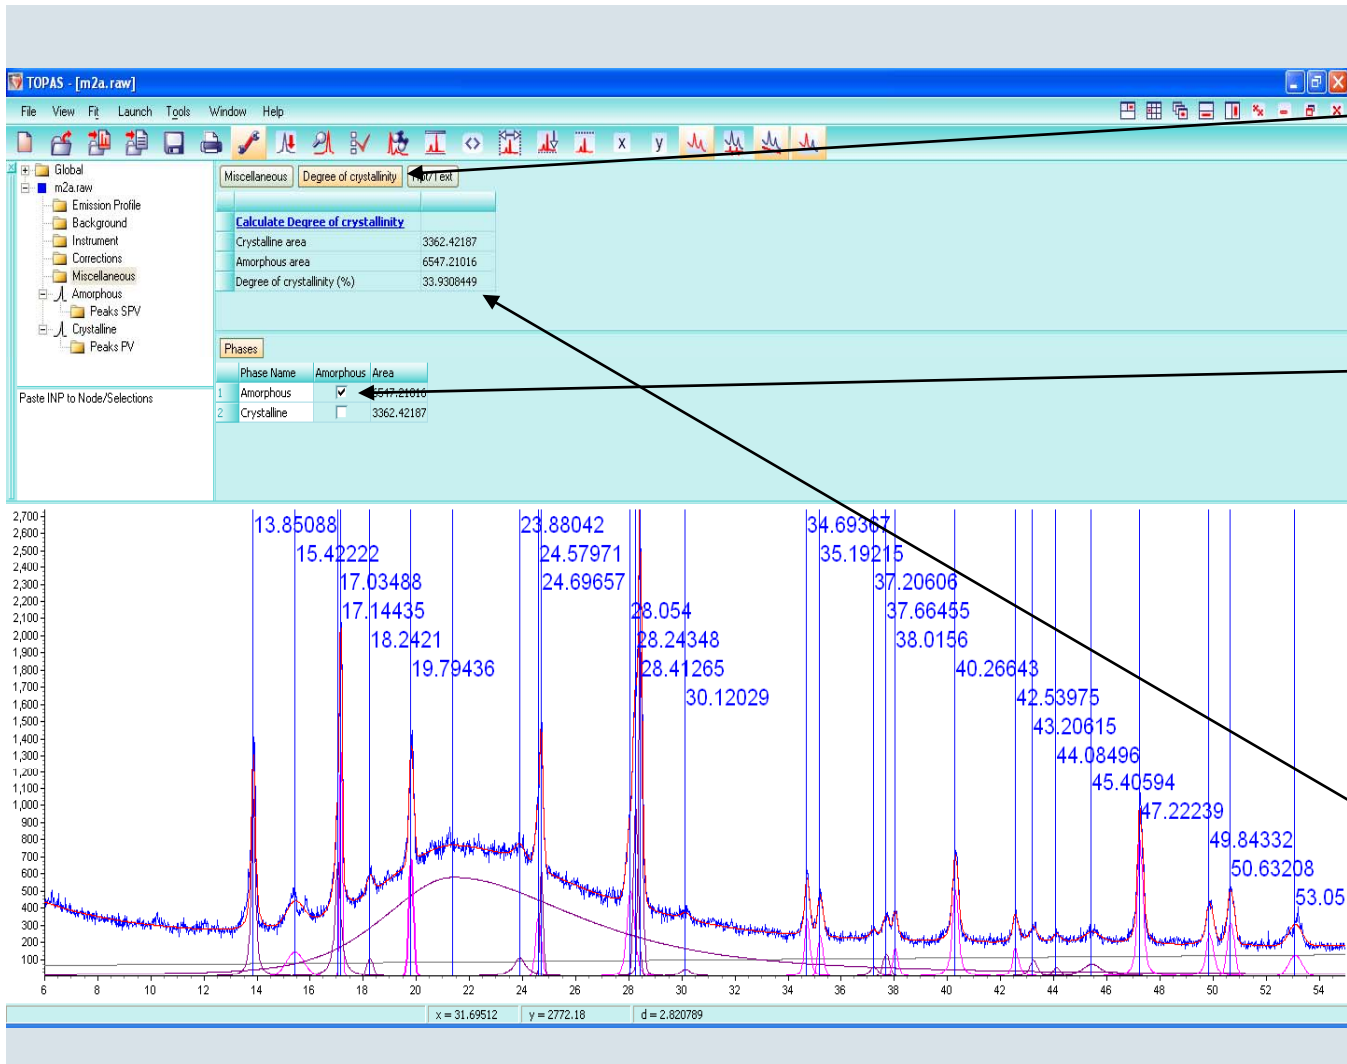 TOPAS - [m2a.raw]
File View Fit Launch Tools Window Help
x y
Global
m2a.raw
Emission Profile
Background
Instrument
Corrections
Miscellaneous
Amorphous
Peaks SPV
Crystalline
Peaks PV
Paste INP to Node/Selections
Miscellaneous Degree of crystallinity
Calculate Degree of crystallinity
Crystalline area 3362.42187
Amorphous area 6547.21016
Degree of crystallinity (%) 33.9308449
Phases
Phase Name Amorphous Area
1 Amorphous 6547.21016
2 Crystalline 3362.42187
13.85088 23.88042 34.69367
15.42222 24.57971 35.19215
17.03488 24.69657 37.20606
17.14435 28.054 37.66455
18.2421 28.24348 38.0156
19.79436 28.41265 40.26643
30.12029 42.53975
43.20615
44.08496
45.40594
47.22239
49.84332
50.63208
53.05
2,700
2,600
2,500
2,400
2,300
2,200
2,100
2,000
1,900
1,800
1,700
1,600
1,500
1,400
1,300
1,200
1,100
1,000
900
800
700
600
500
400
300
200
100
6 8 10 12 14 16 18 20 22 24 26 28 30 32 34 36 38 40 42 44 46 48 50 52 54
x = 31.69512 y = 2772.18 d = 2.820789